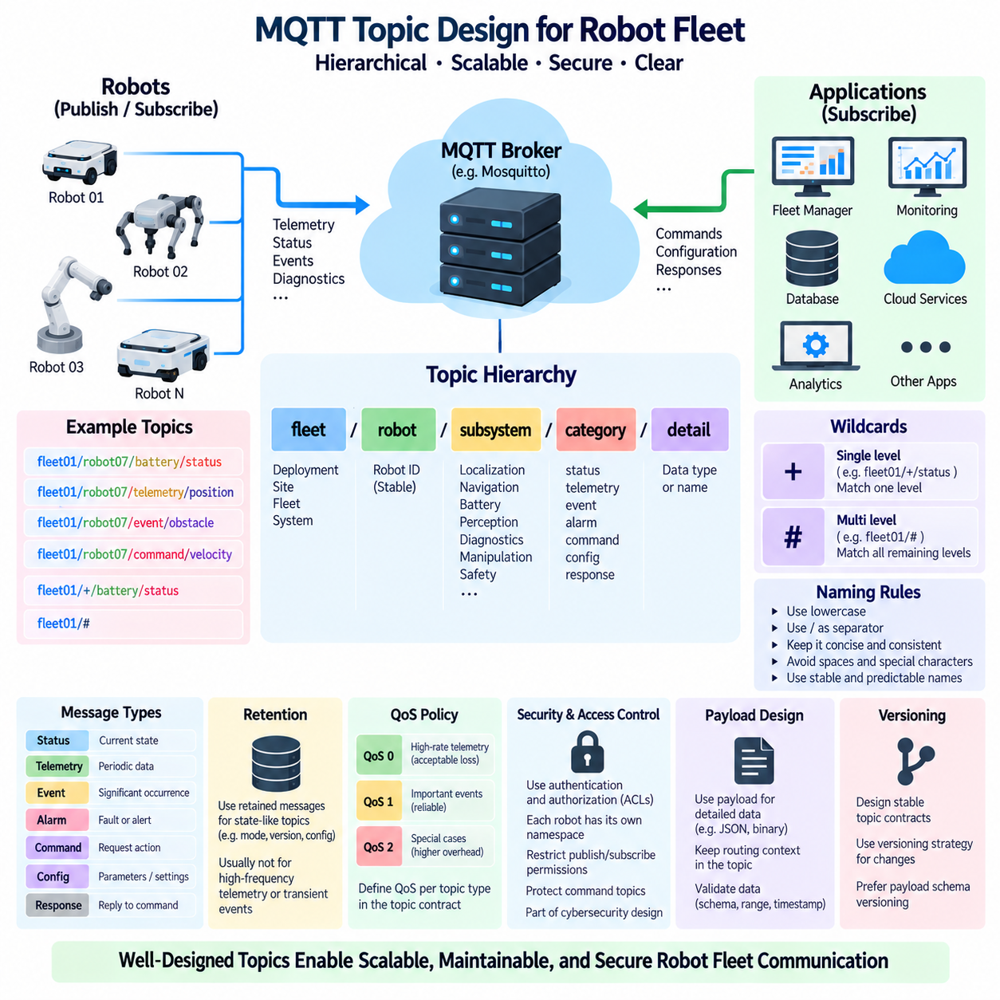 MQTT Topic Design for Robot Fleet
Hierarchical · Scalable · Secure · Clear
Robots
(Publish / Subscribe)
Robot 01
Robot 02
Robot 03
Robot N
Telemetry
Status
Events
Diagnostics
...
MQTT Broker
(e.g. Mosquitto)
Commands
Configuration
Responses
...
Applications
(Subscribe)
Fleet Manager
Monitoring
Database
Cloud Services
Analytics
Other Apps
Example Topics
fleet01/robot07/battery/status
fleet01/robot07/telemetry/position
fleet01/robot07/event/obstacle
fleet01/robot07/command/velocity
fleet01/+/battery/status
fleet01/#
Topic Hierarchy
fleet / robot / subsystem / category / detail
Deployment
Site
Fleet
System
Robot ID
(Stable)
Localization
Navigation
Battery
Perception
Diagnostics
Manipulation
Safety
...
status
telemetry
event
alarm
command
config
response
Data type
or name
Wildcards
+
Single level
( e.g. fleet01/+/status )
Match one level
#
Multi level
( e.g. fleet01/# )
Match all remaining levels
Naming Rules
Use lowercase
Use / as separator
Keep it concise and consistent
Avoid spaces and special characters
Use stable and predictable names
Message Types
Status Current state
Telemetry Periodic data
Event Significant occurrence
Alarm Fault or alert
Command Request action
Config Parameters / settings
Response Reply to command
Retention
Use retained messages
for state-like topics
(e.g. mode, version, config)
Usually not for
high-frequency
telemetry or transient
events
QoS Policy
QoS 0
High-rate telemetry
(acceptable loss)
QoS 1
Important events
(reliable)
QoS 2
Special cases
(higher overhead)
Define QoS per topic type
in the topic contract
Security & Access Control
Use authentication
and authorization (ACLs)
Each robot has its own
namespace
Restrict publish/subscribe
permissions
Protect command topics
Part of cybersecurity design
Payload Design
Use payload for
detailed data
(e.g. JSON, binary)
Keep routing context
in the topic
Validate data
(schema, range, timestamp)
Versioning
Design stable
topic contracts
Use versioning strategy
for changes
Prefer payload schema
versioning
Well-Designed Topics Enable Scalable, Maintainable, and Secure Robot Fleet Communication